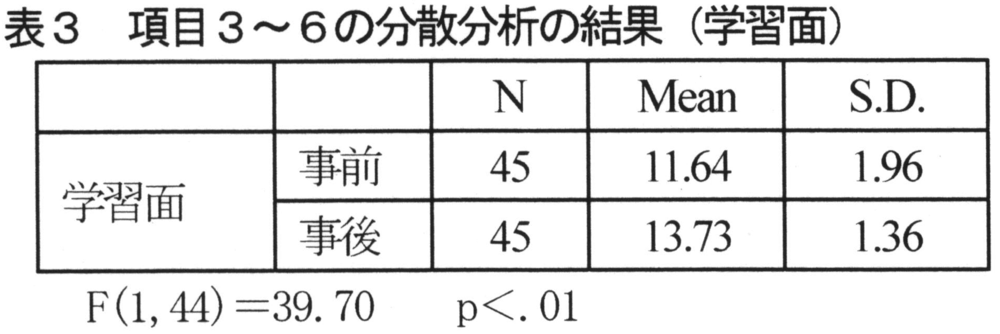 表3　項目3～6の分散分析の結果（学習面）
N Mean S.D.
学習面 事前 45 11.64 1.96
事後 45 13.73 1.36
F(1, 44)=39.70　p<.01